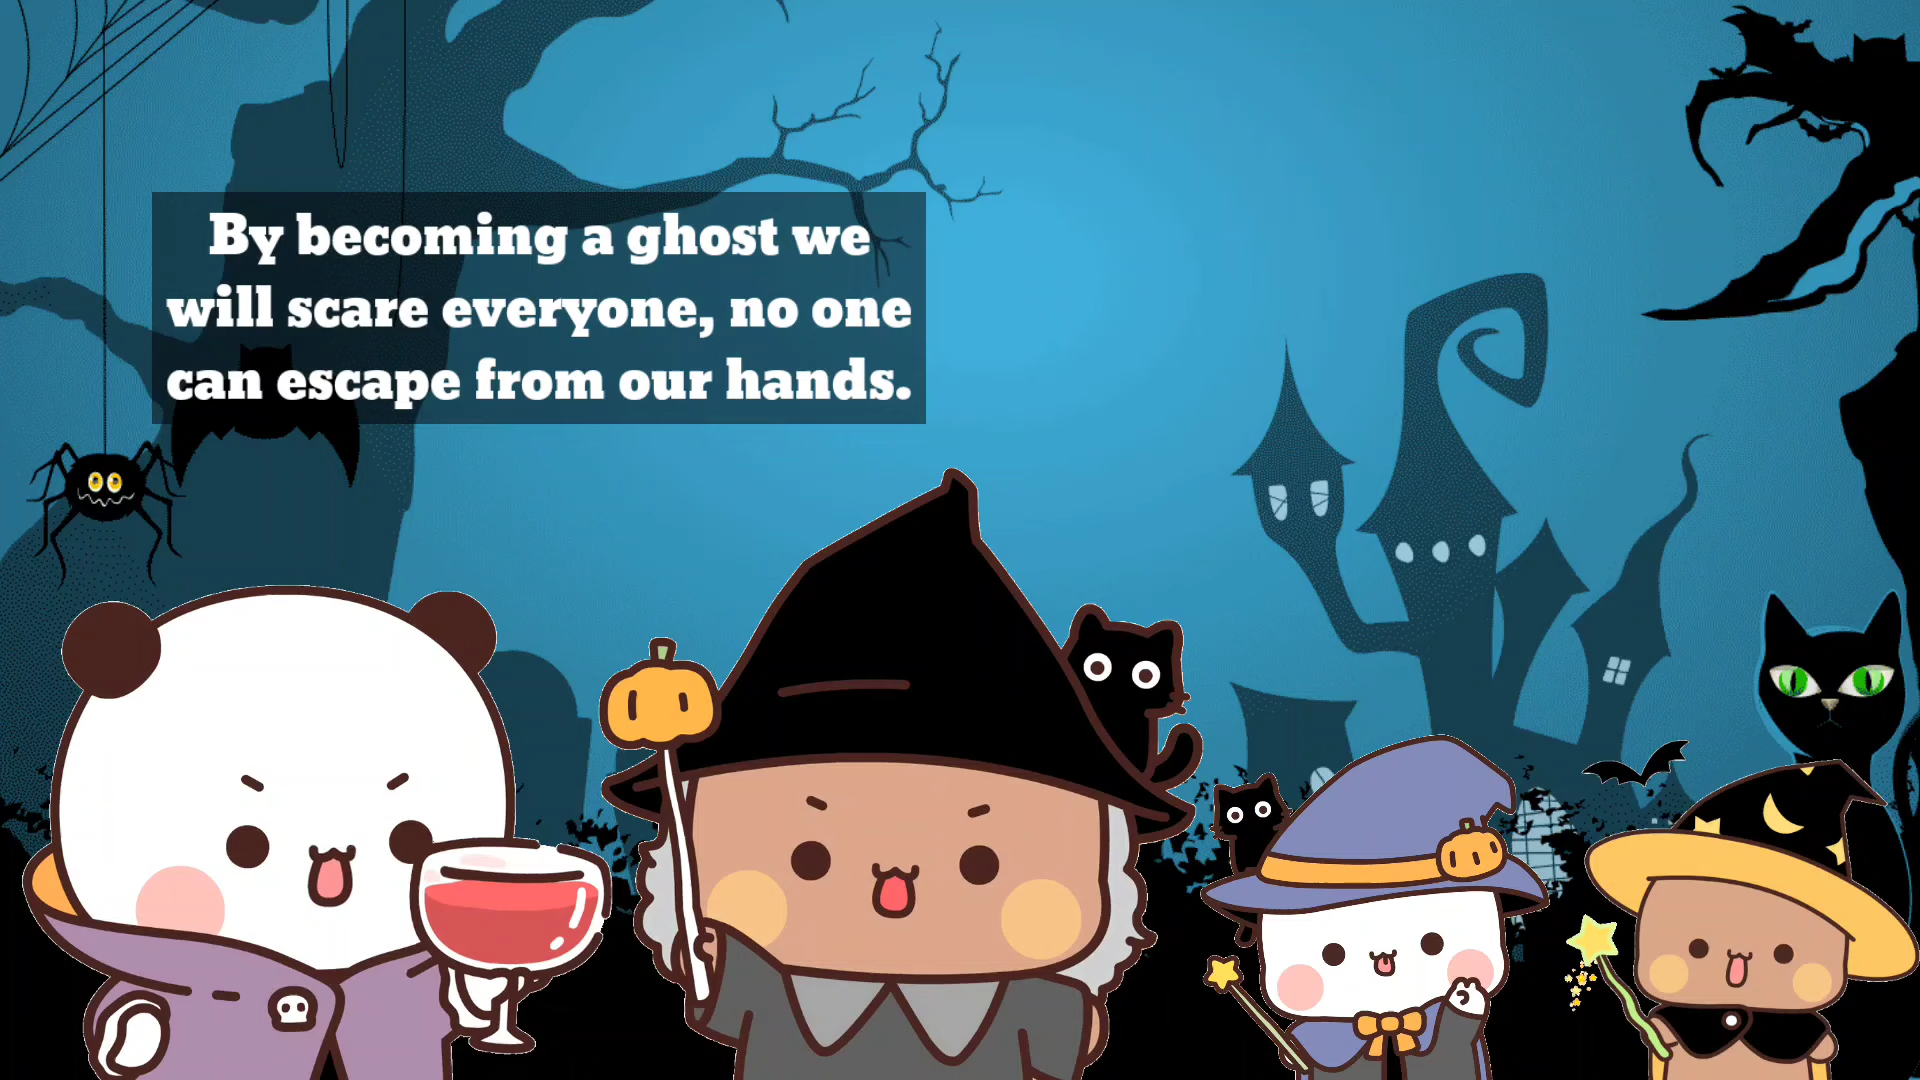 By becoming a ghost we
will scare everyone, no one
can escape from our hands.